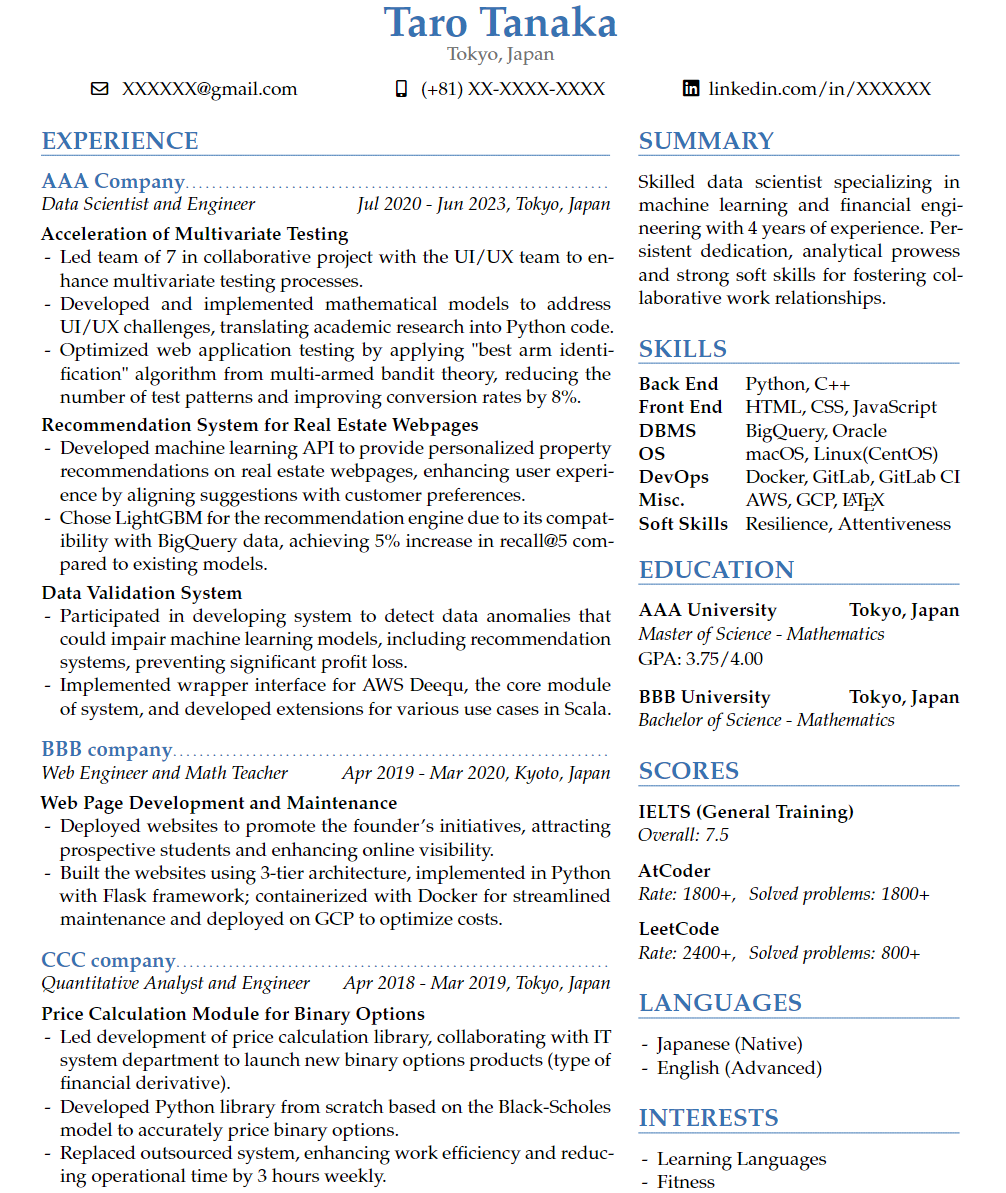 Taro Tanaka
Tokyo, Japan
XXXXXX@gmail.com (+81) XX-XXXX-XXXX linkedin.com/in/XXXXXX
EXPERIENCE
AAA Company
Data Scientist and Engineer Jul 2020 - Jun 2023, Tokyo, Japan
Acceleration of Multivariate Testing
- Led team of 7 in collaborative project with the UI/UX team to en-
hance multivariate testing processes.
- Developed and implemented mathematical models to address
UI/UX challenges, translating academic research into Python code.
- Optimized web application testing by applying "best arm identi-
fication" algorithm from multi-armed bandit theory, reducing the
number of test patterns and improving conversion rates by 8%.
Recommendation System for Real Estate Webpages
- Developed machine learning API to provide personalized property
recommendations on real estate webpages, enhancing user experi-
ence by aligning suggestions with customer preferences.
- Chose LightGBM for the recommendation engine due to its compat-
ibility with BigQuery data, achieving 5% increase in recall@5 com-
pared to existing models.
Data Validation System
- Participated in developing system to detect data anomalies that
could impair machine learning models, including recommendation
systems, preventing significant profit loss.
- Implemented wrapper interface for AWS Deequ, the core module
of system, and developed extensions for various use cases in Scala.
BBB company
Web Engineer and Math Teacher Apr 2019 - Mar 2020, Kyoto, Japan
Web Page Development and Maintenance
- Deployed websites to promote the founder's initiatives, attracting
prospective students and enhancing online visibility.
- Built the websites using 3-tier architecture, implemented in Python
with Flask framework; containerized with Docker for streamlined
maintenance and deployed on GCP to optimize costs.
CCC company
Quantitative Analyst and Engineer Apr 2018 - Mar 2019, Tokyo, Japan
Price Calculation Module for Binary Options
- Led development of price calculation library, collaborating with IT
system department to launch new binary options products (type of
financial derivative).
- Developed Python library from scratch based on the Black-Scholes
model to accurately price binary options.
- Replaced outsourced system, enhancing work efficiency and reduc-
ing operational time by 3 hours weekly.
SUMMARY
Skilled data scientist specializing in
machine learning and financial engi-
neering with 4 years of experience. Per-
sistent dedication, analytical prowess
and strong soft skills for fostering col-
laborative work relationships.
SKILLS
Back End Python, C++
Front End HTML, CSS, JavaScript
DBMS BigQuery, Oracle
OS macOS, Linux(CentOS)
DevOps Docker, GitLab, GitLab CI
Misc. AWS, GCP, LATEX
Soft Skills Resilience, Attentiveness
EDUCATION
AAA University Tokyo, Japan
Master of Science - Mathematics
GPA: 3.75/4.00
BBB University Tokyo, Japan
Bachelor of Science - Mathematics
SCORES
IELTS (General Training)
Overall: 7.5
AtCoder
Rate: 1800+, Solved problems: 1800+
LeetCode
Rate: 2400+, Solved problems: 800+
LANGUAGES
- Japanese (Native)
- English (Advanced)
INTERESTS
- Learning Languages
- Fitness